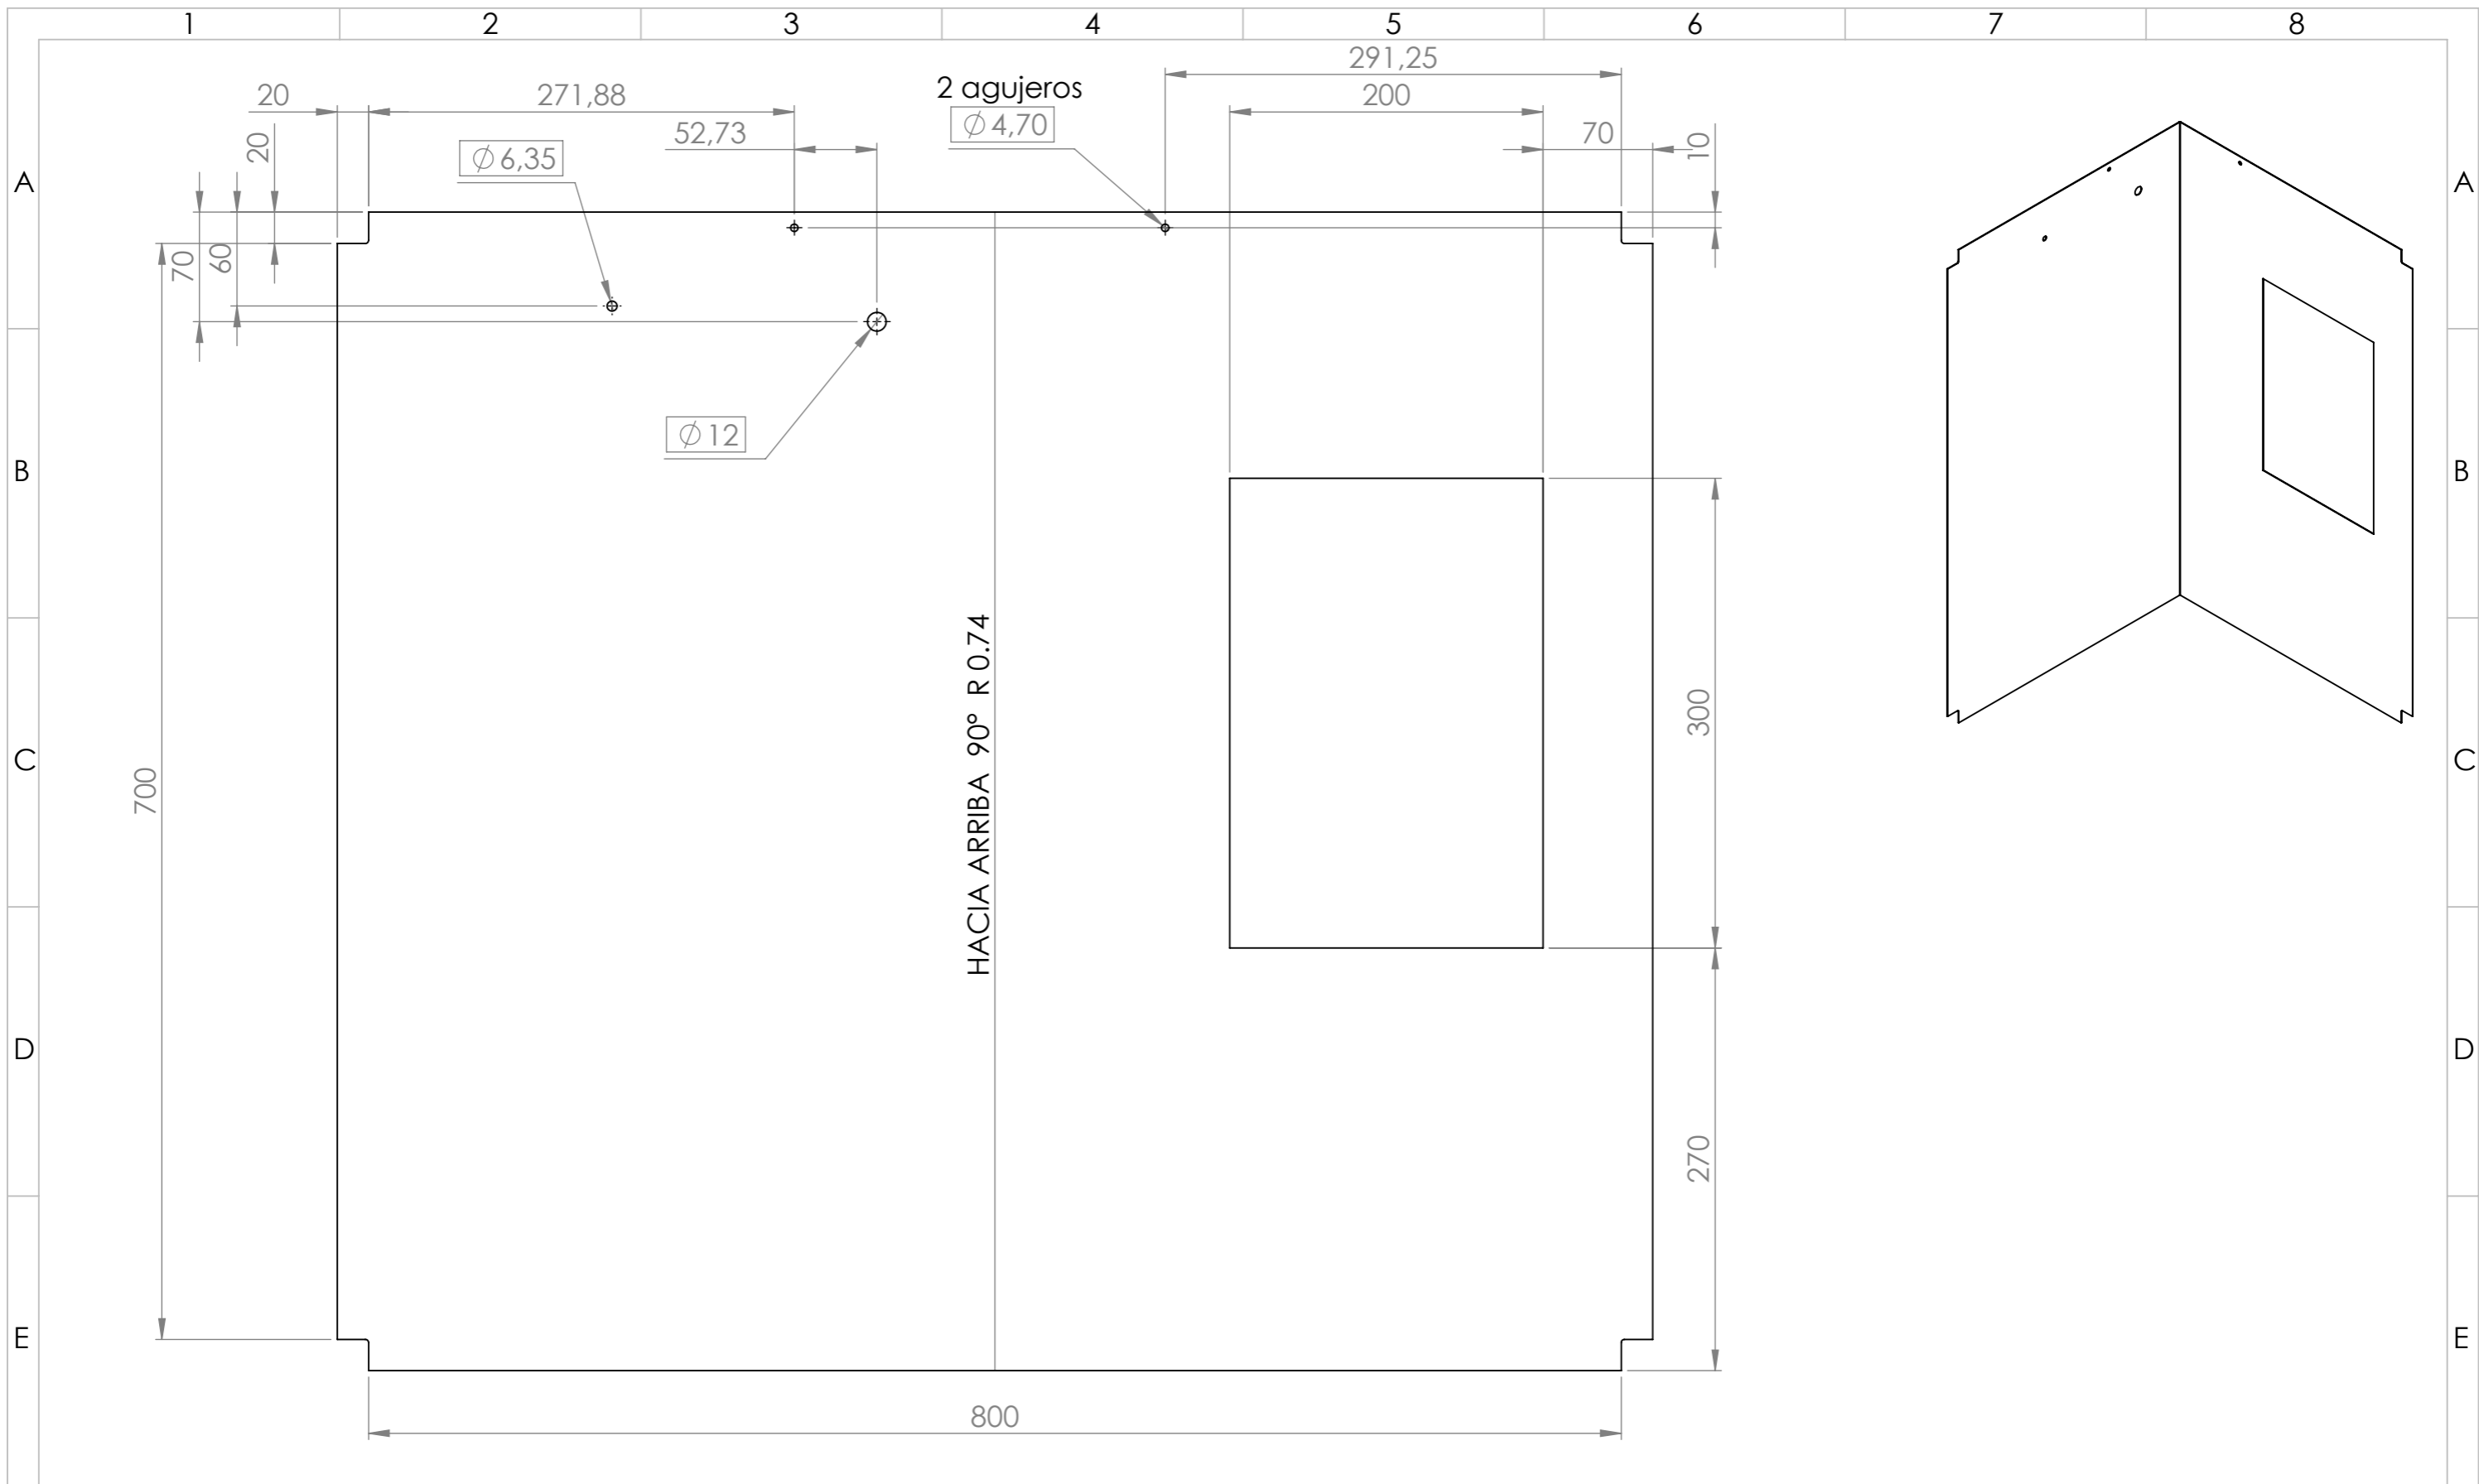 1 2 3 4 5 6 7 8
291,25
2 agujeros
20 271,88 200
Ø 4,70
52,73 70 10
20
Ø 6,35
A A
60
70
Ø 12
B B
HACIA ARRIBA 90° R 0.74
300
C C
700
D D
270
E E
800